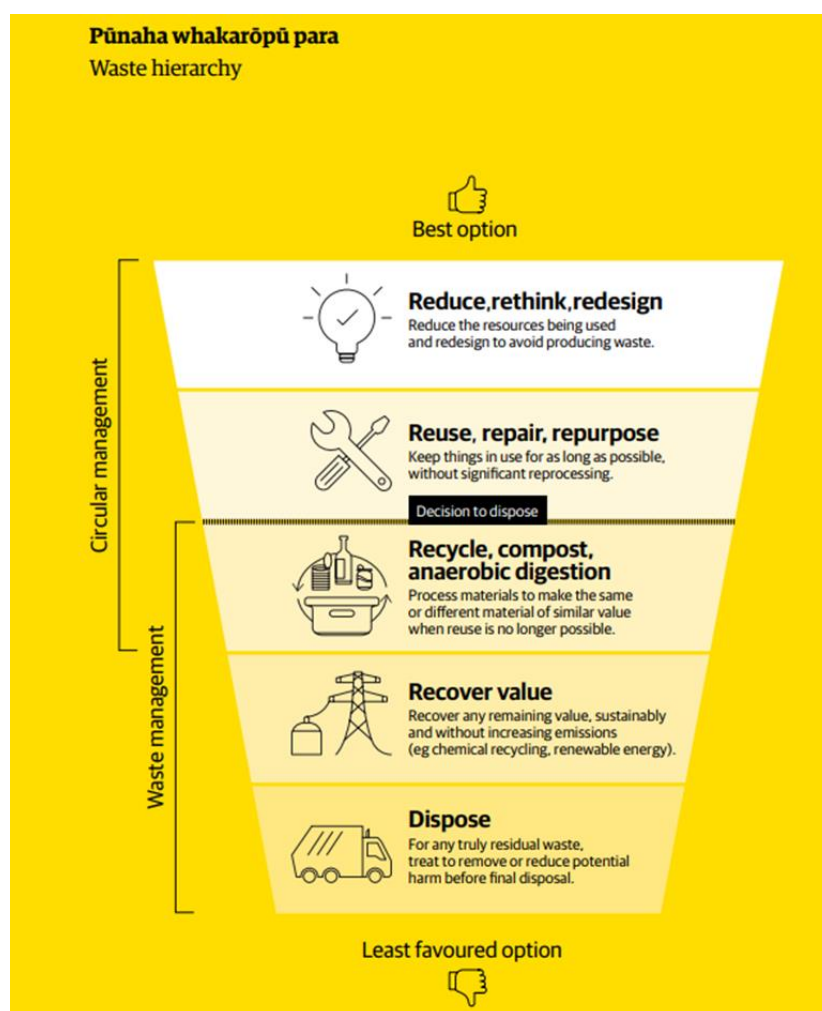 Pūnaha whakarōpū para
Waste hierarchy
Best option
Circular management
Reduce,rethink,redesign
Reduce the resources being used
and redesign to avoid producing waste.
Reuse, repair, repurpose
Keep things in use for as long as possible,
without significant reprocessing.
Decision to dispose
Waste management
Recycle, compost,
anaerobic digestion
Process materials to make the same
or different material of similar value
when reuse is no longer possible.
Recover value
Recover any remaining value, sustainably
and without increasing emissions
(eg chemical recycling, renewable energy).
Dispose
For any truly residual waste,
treat to remove or reduce potential
harm before final disposal.
Least favoured option